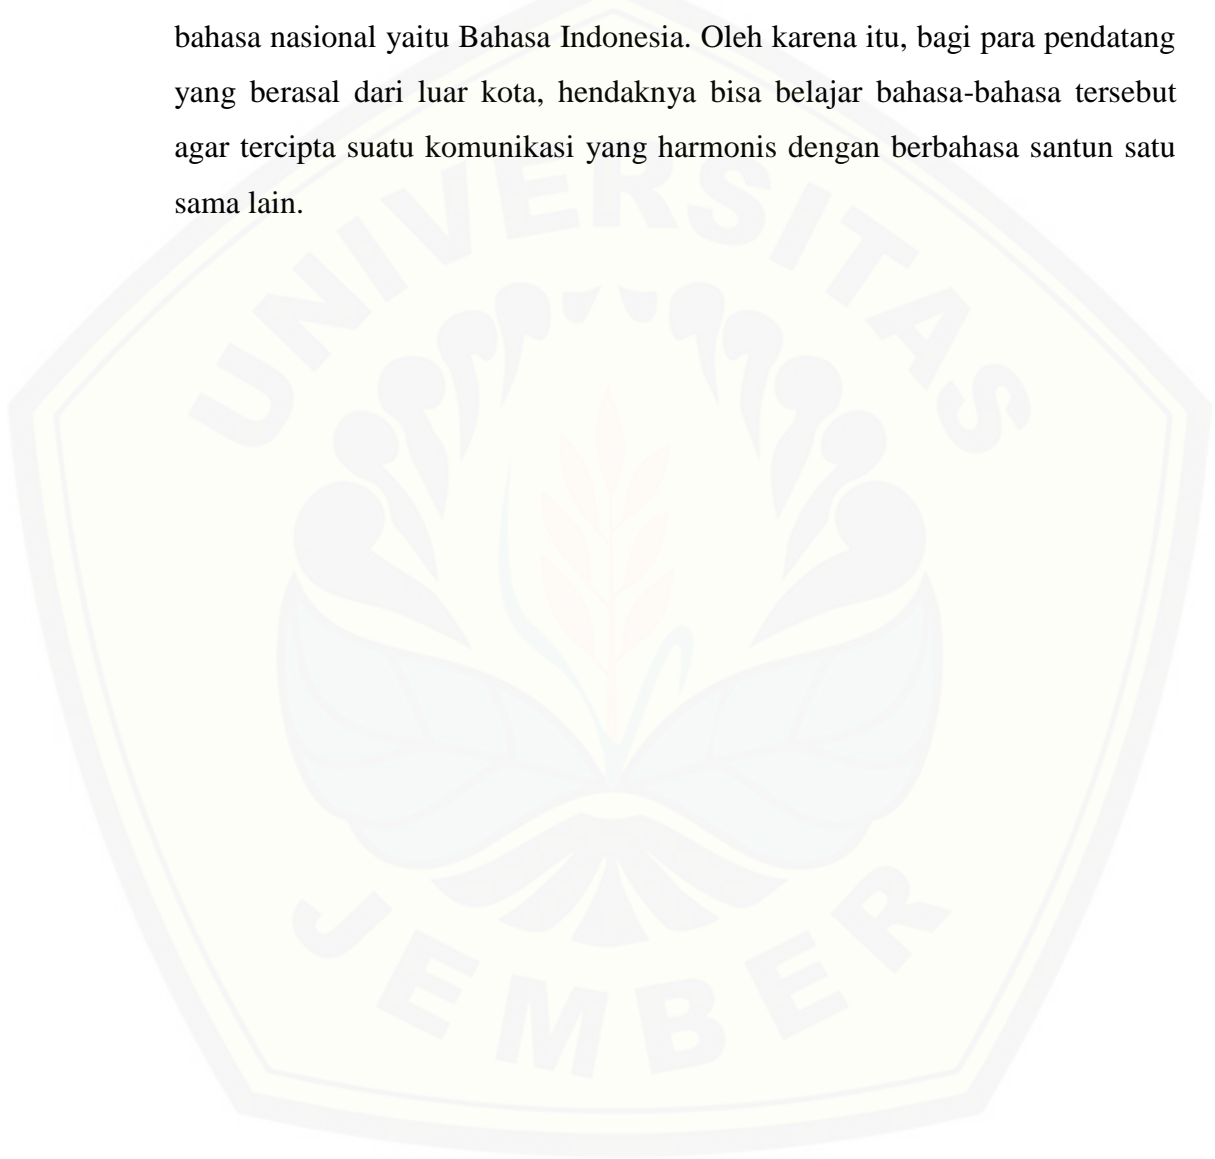 bahasa nasional yaitu Bahasa Indonesia. Oleh karena itu, bagi para pendatang
yang berasal dari luar kota, hendaknya bisa belajar bahasa-bahasa tersebut
agar tercipta suatu komunikasi yang harmonis dengan berbahasa santun satu
sama lain.
UNIVERSITAS
JEMBER